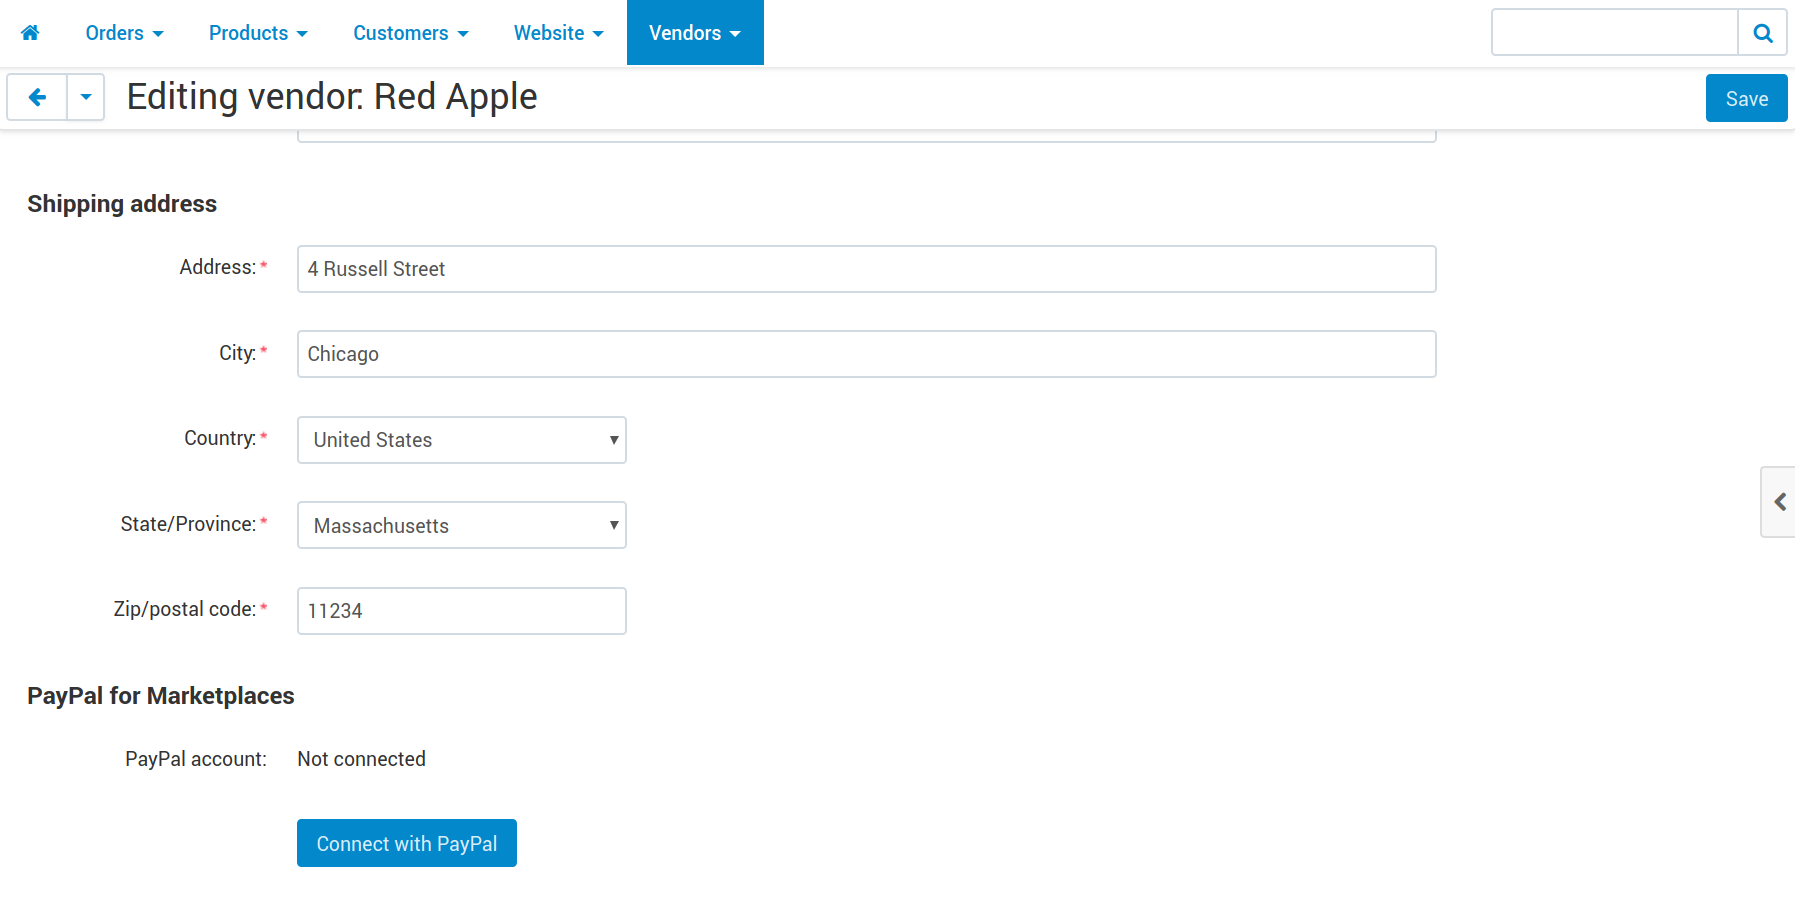 Orders Products Customers Website Vendors
Editing vendor: Red Apple Save
Shipping address
Address:* 4 Russell Street
City:* Chicago
Country:* United States
State/Province:* Massachusetts
Zip/postal code:* 11234
PayPal for Marketplaces
PayPal account: Not connected
Connect with PayPal